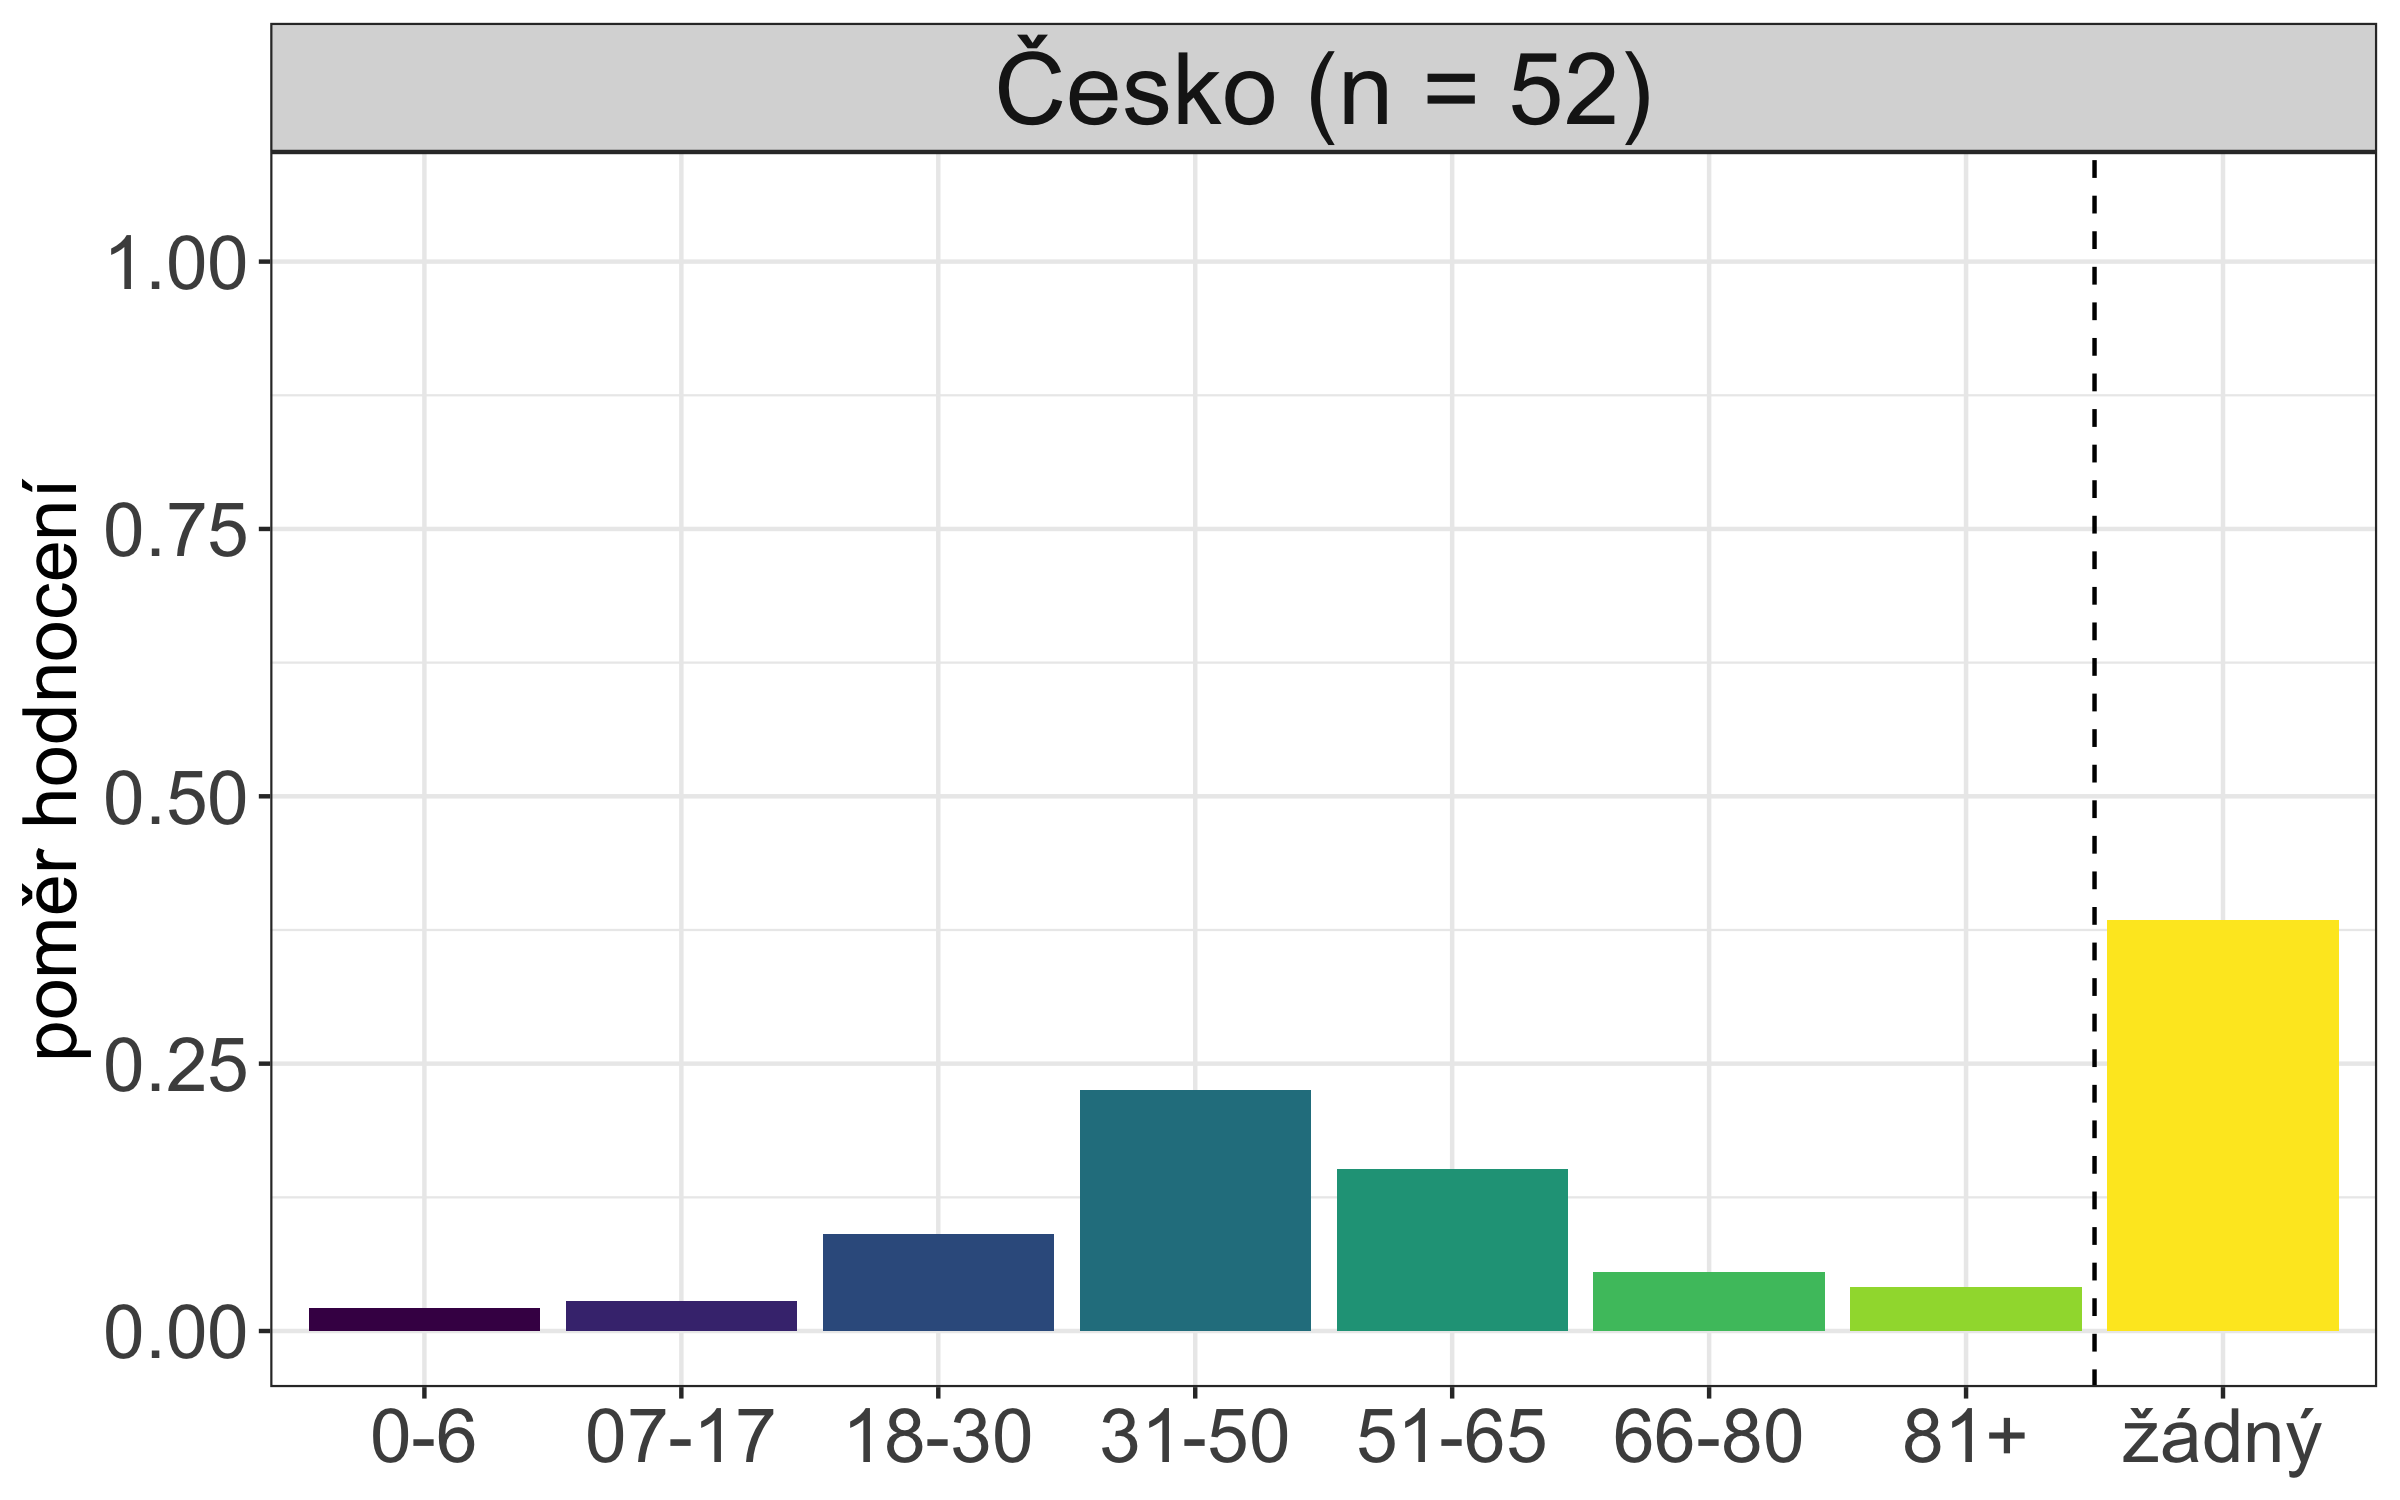 Česko (n = 52)
poměr hodnocení
1.00
0.75
0.50
0.25
0.00
0-6 07-17 18-30 31-50 51-65 66-80 81+ žádný